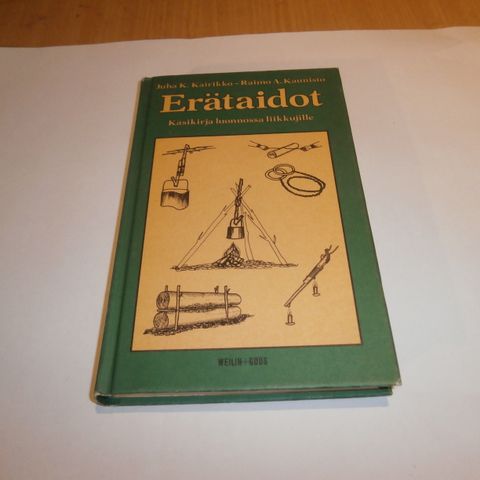 Juha K. Kairikko - Raimo A. Kaunisto
Erätaidot
Käsikirja luonnossa liikkujille
WEILIN+GÖÖS